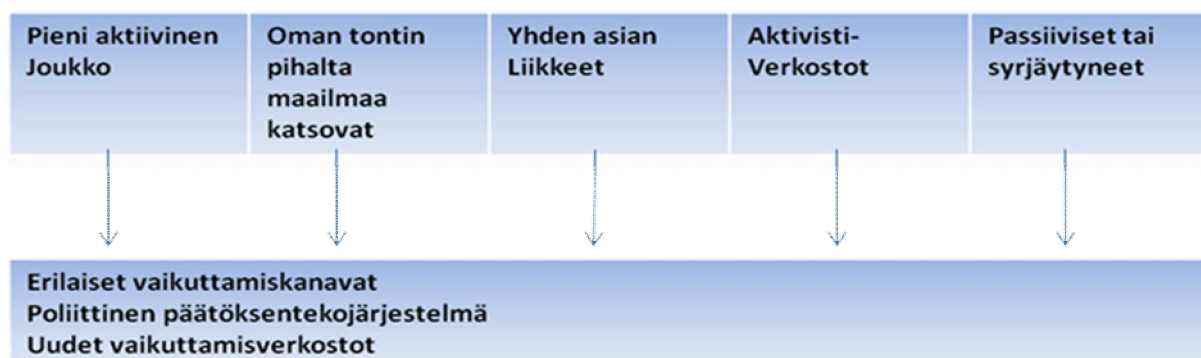 Pieni aktiivinen
Joukko
Oman tontin
pihalta
maailmaa
katsovat
Yhden asian
Liikkeet
Aktivisti-
Verkostot
Passiiviset tai
syrjäytyneet
Erilaiset vaikuttamiskanavat
Poliittinen päätöksentekojärjestelmä
Uudet vaikuttamisverkostot